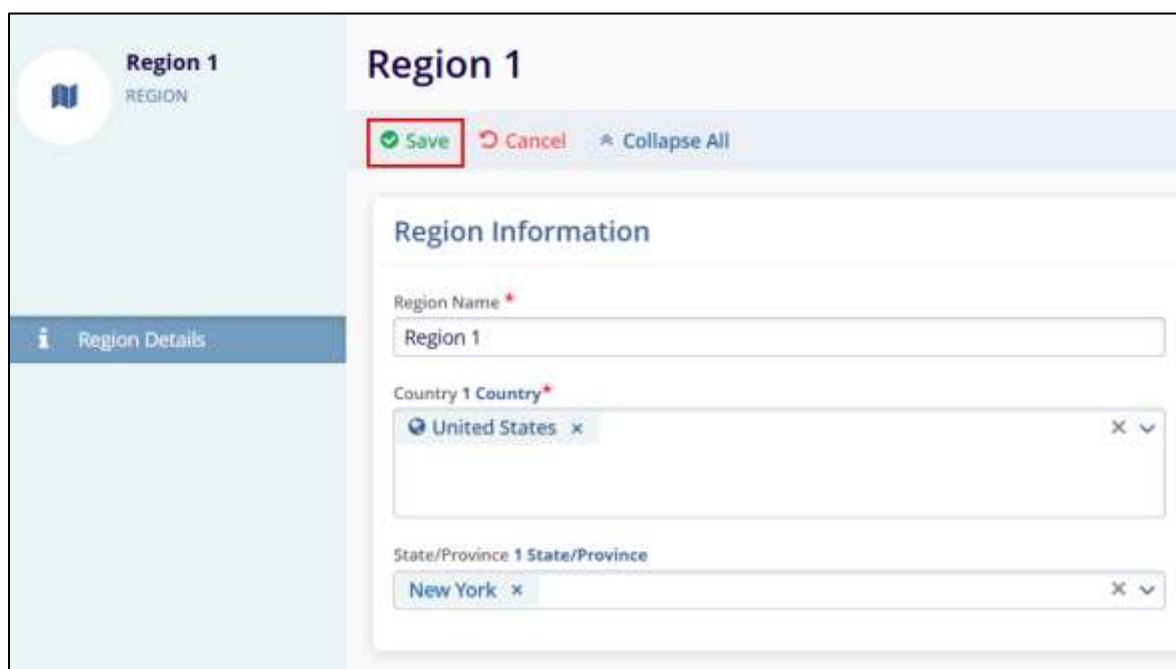 Region 1
REGION
Region Details
Region 1
Save Cancel Collapse All
Region Information
Region Name *
Region 1
Country 1 Country*
United States ×
State/Province 1 State/Province
New York ×